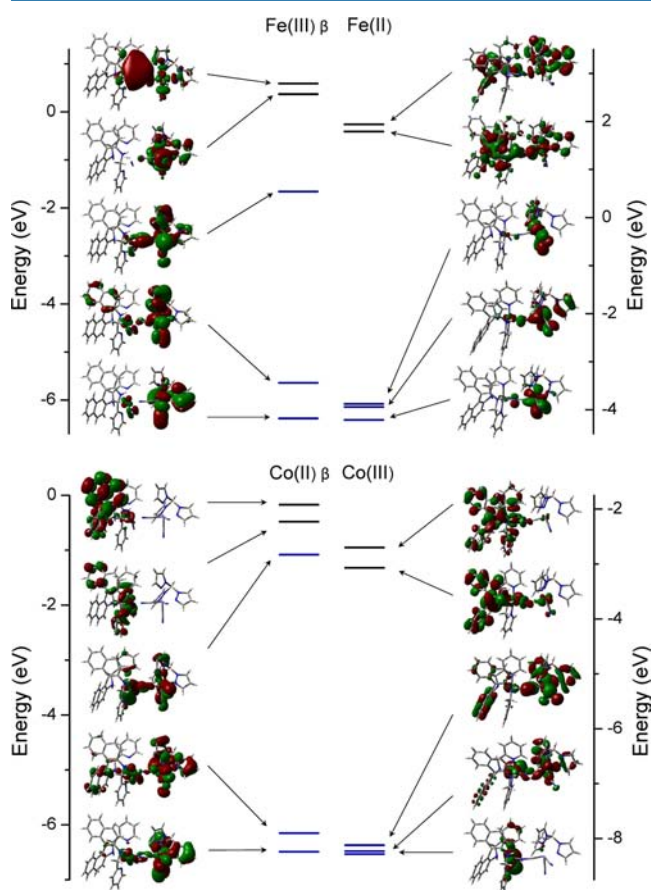 Fe(III) β Fe(II)
0
-2
-4
-6
Energy (eV)
2
0
-2
-4
Energy (eV)
Co(II) β Co(III)
0
-2
-4
-6
Energy (eV)
-2
-4
-6
-8
Energy (eV)